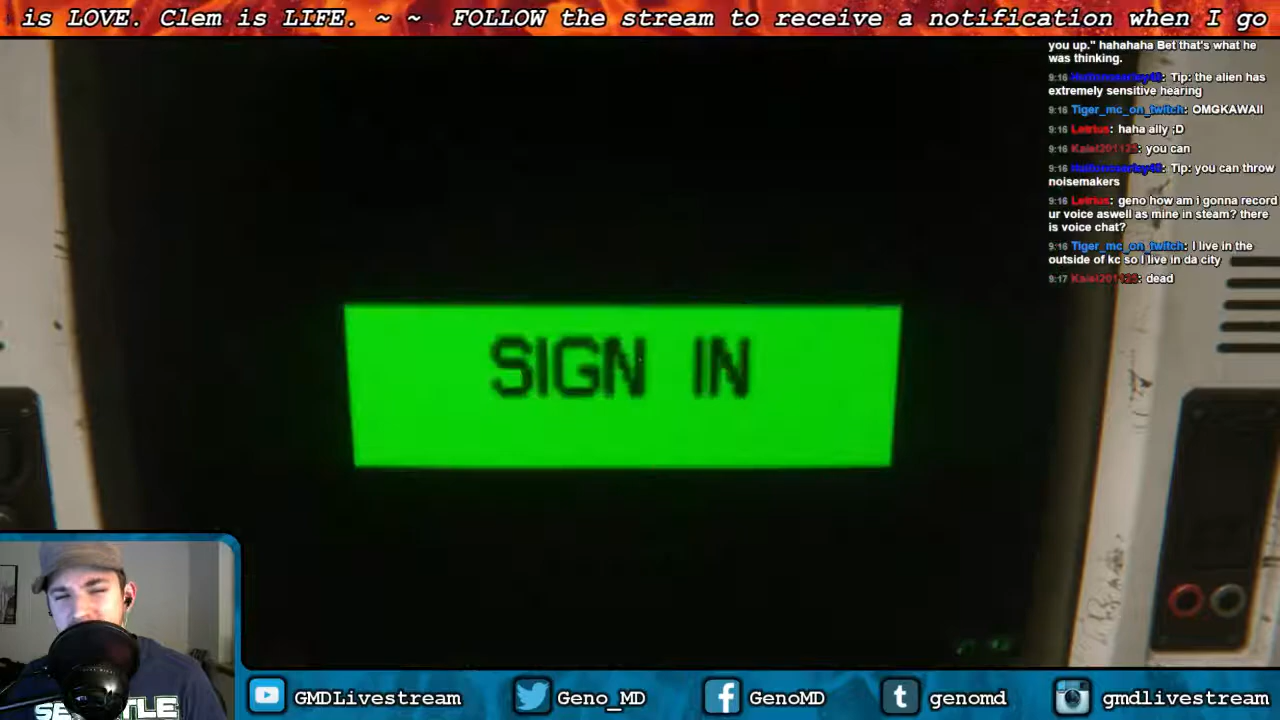 is LOVE. Clem is LIFE. ~ ~ FOLLOW the stream to receive a notification when I go
you up." hahahaha Bet that's what he
was thinking.
9:16 Tip: the alien has
extremely sensitive hearing
9:16 Tiger_mc_on_twitch: OMGKAWAII
9:16 Letrius: haha ally ;D
9:16 you can
9:16 Tip: you can throw
noisemakers
9:16 Letrius: geno how am i gonna record
ur voice aswell as mine in steam? there
is voice chat?
9:16 Tiger_mc_on_twitch: I live in the
outside of kc so I live in da city
9:17 dead
SIGN IN
GMDLivestream
Geno_MD
GenoMD
genomd
gmdlivestream